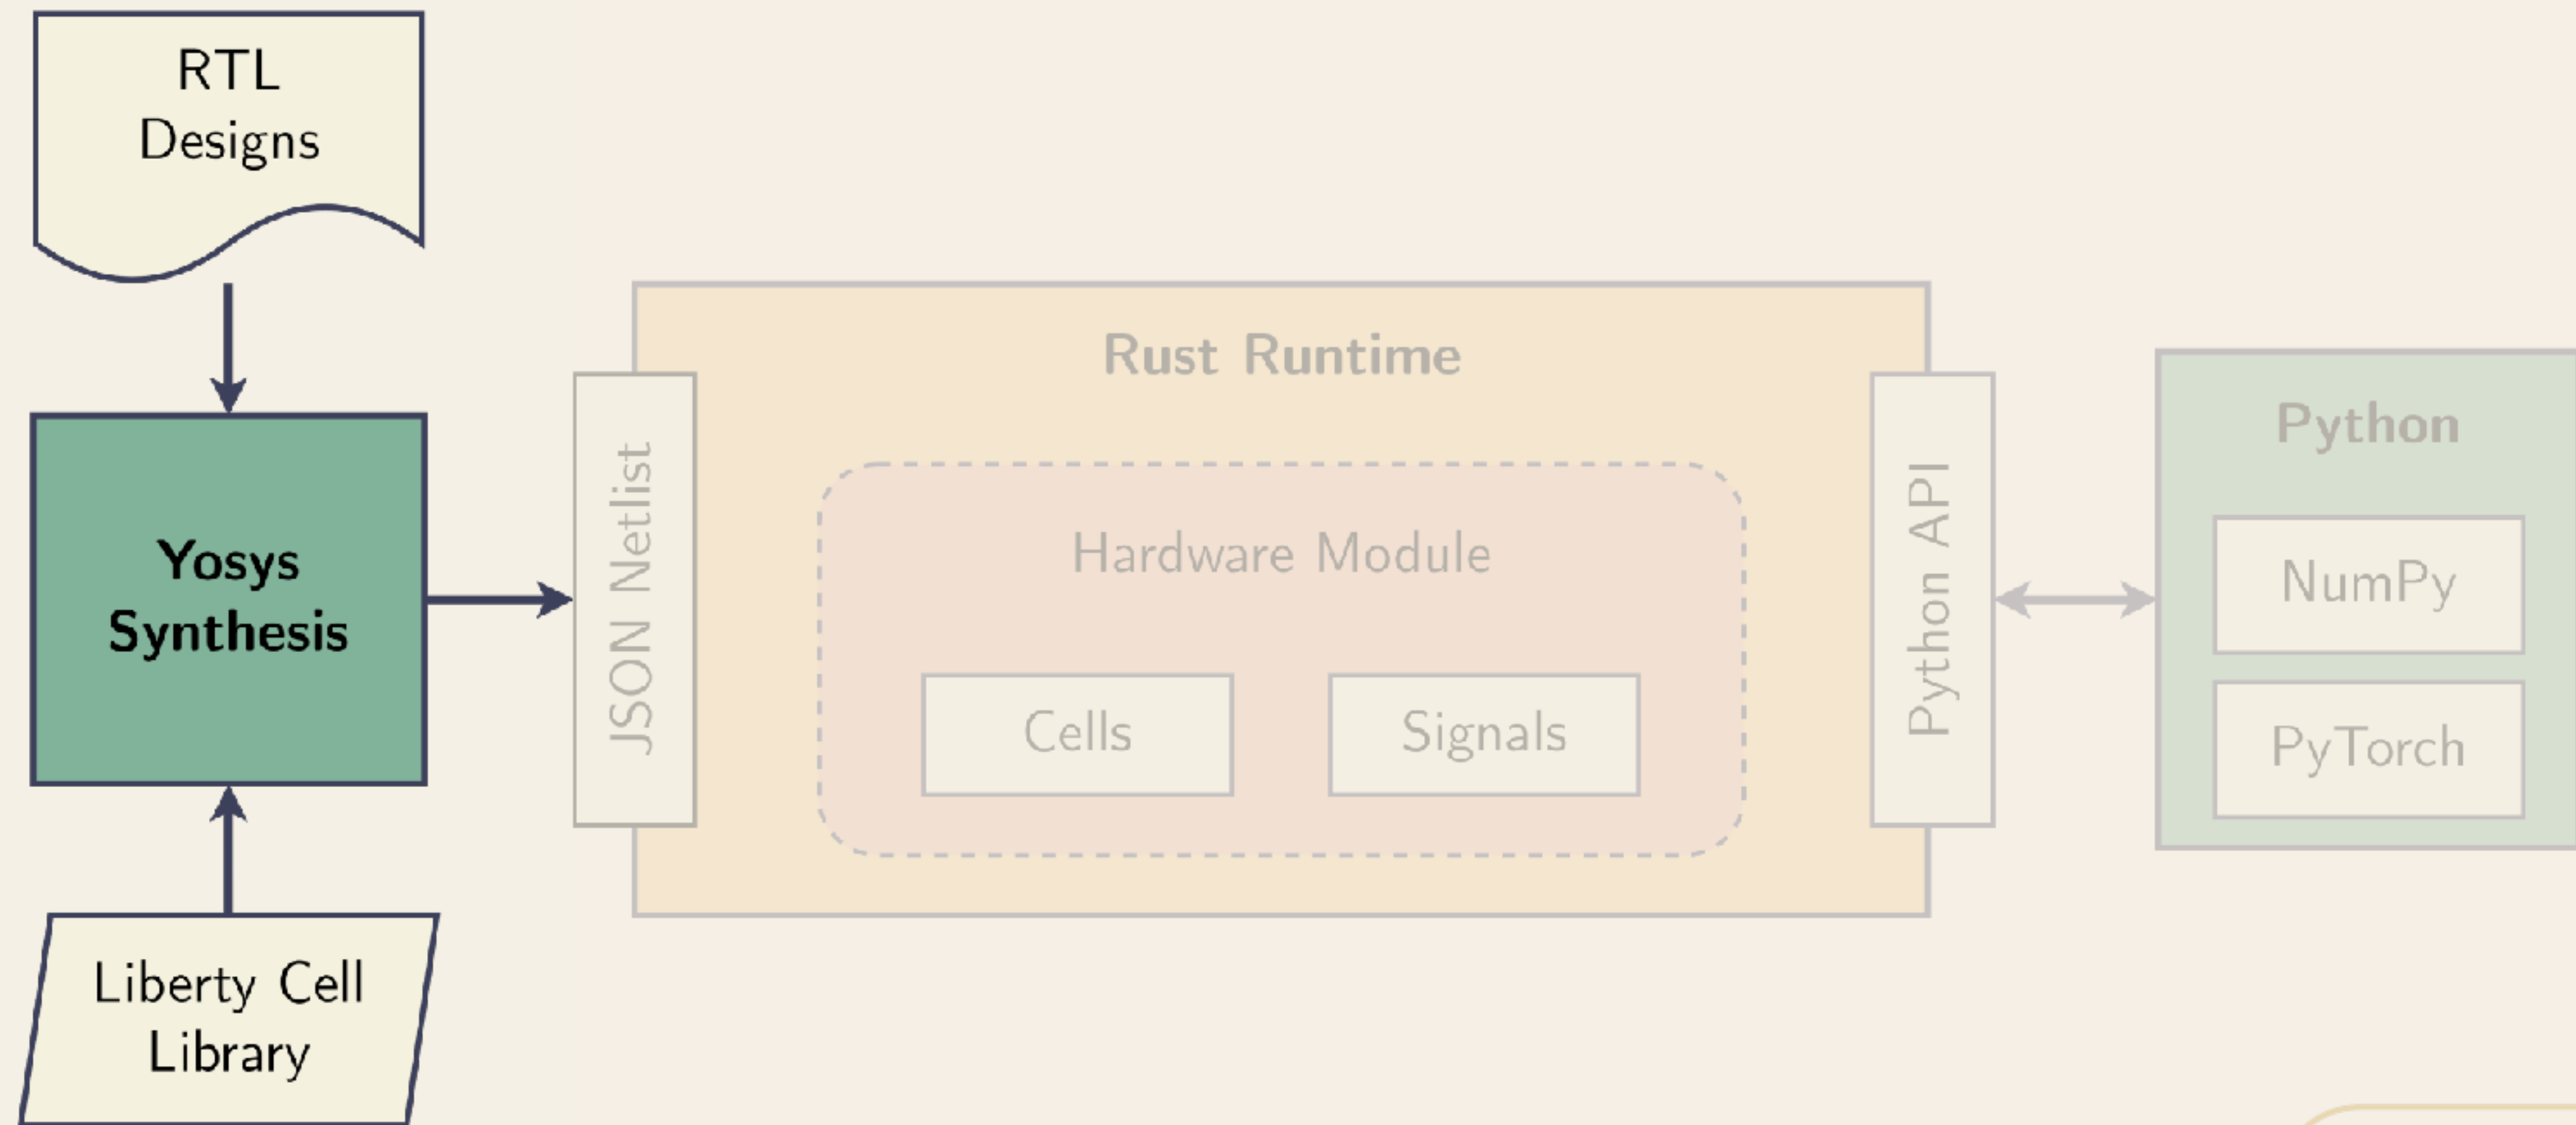 RTL
Designs
Yosys
Synthesis
Liberty Cell
Library
JSON Netlist
Rust Runtime
Hardware Module
Cells
Signals
Python API
Python
NumPy
PyTorch